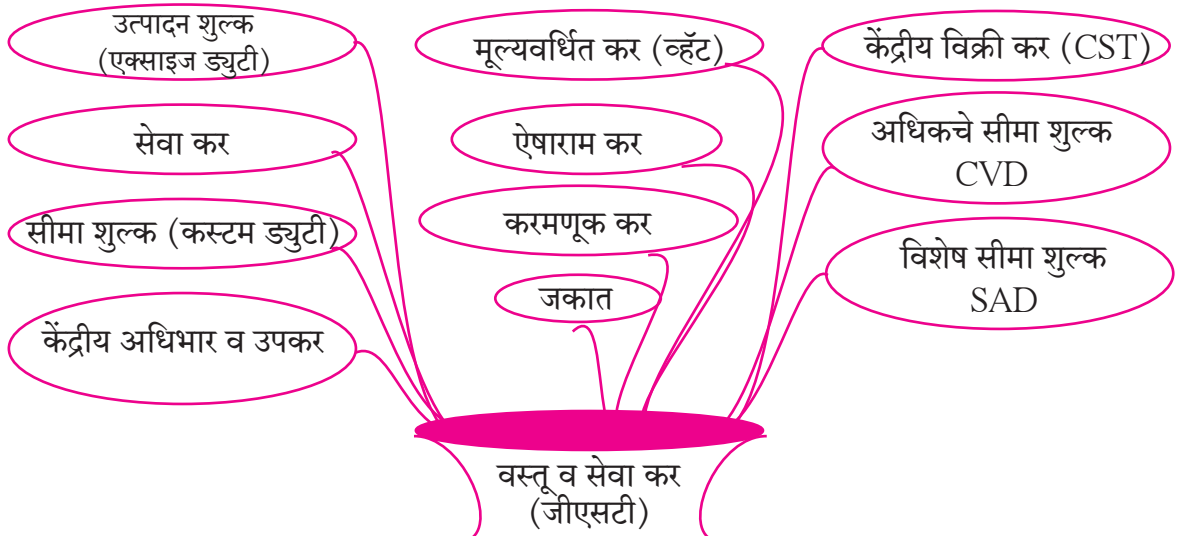 उत्पादन शुल्क
(एक्साइज ड्युटी)
सेवा कर
सीमा शुल्क (कस्टम ड्युटी)
केंद्रीय अधिभार व उपकर
मूल्यवर्धित कर (व्हॅट)
ऐषाराम कर
करमणूक कर
जकात
केंद्रीय विक्री कर (CST)
अधिकचे सीमा शुल्क
CVD
विशेष सीमा शुल्क
SAD
वस्तू व सेवा कर
(जीएसटी)